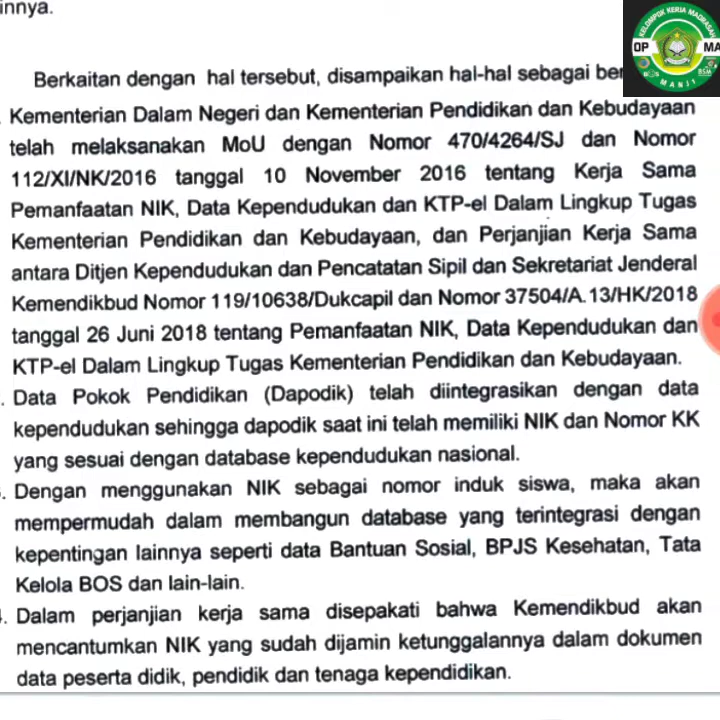 innya.
KELOMPOK KERJA MADRASAH
OP MA
BSM
MAN J 1
Berkaitan dengan hal tersebut, disampaikan hal-hal sebagai ber
. Kementerian Dalam Negeri dan Kementerian Pendidikan dan Kebudayaan
telah melaksanakan MoU dengan Nomor 470/4264/SJ dan Nomor
112/XI/NK/2016 tanggal 10 November 2016 tentang Kerja Sama
Pemanfaatan NIK, Data Kependudukan dan KTP-el Dalam Lingkup Tugas
Kementerian Pendidikan dan Kebudayaan, dan Perjanjian Kerja Sama
antara Ditjen Kependudukan dan Pencatatan Sipil dan Sekretariat Jenderal
Kemendikbud Nomor 119/10638/Dukcapil dan Nomor 37504/A.13/HK/2018
tanggal 26 Juni 2018 tentang Pemanfaatan NIK, Data Kependudukan dan
KTP-el Dalam Lingkup Tugas Kementerian Pendidikan dan Kebudayaan.
. Data Pokok Pendidikan (Dapodik) telah diintegrasikan dengan data
kependudukan sehingga dapodik saat ini telah memiliki NIK dan Nomor KK
yang sesuai dengan database kependudukan nasional.
. Dengan menggunakan NIK sebagai nomor induk siswa, maka akan
mempermudah dalam membangun database yang terintegrasi dengan
kepentingan lainnya seperti data Bantuan Sosial, BPJS Kesehatan, Tata
Kelola BOS dan lain-lain.
. Dalam perjanjian kerja sama disepakati bahwa Kemendikbud akan
mencantumkan NIK yang sudah dijamin ketunggalannya dalam dokumen
data peserta didik, pendidik dan tenaga kependidikan.